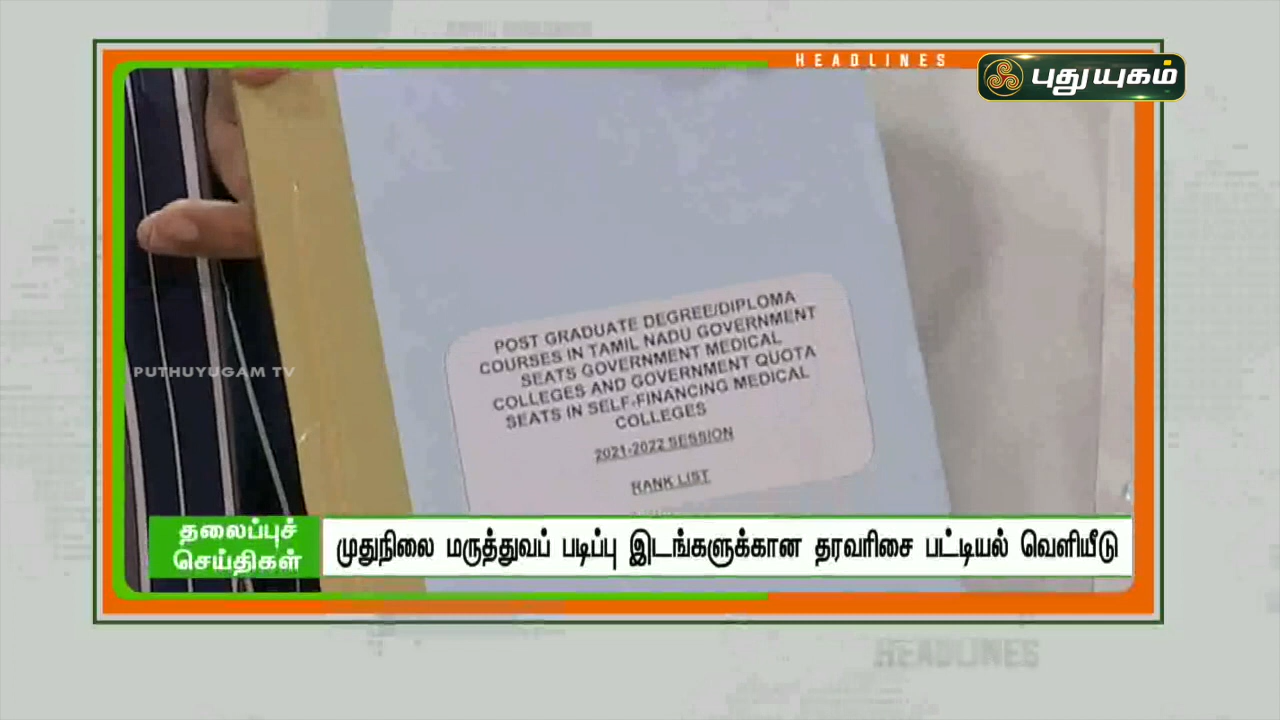 HEADLINES
புதுயுகம்
PUTHUYUGAM TV
POST GRADUATE DEGREE/DIPLOMA
COURSES IN TAMIL NADU GOVERNMENT
SEATS GOVERNMENT MEDICAL
COLLEGES AND GOVERNMENT QUOTA
SEATS IN SELF-FINANCING MEDICAL
COLLEGES
2021-2022 SESSION
RANK LIST
தலைப்புச்
செய்திகள்
முதுநிலை மருத்துவப் படிப்பு இடங்களுக்கான தரவரிசை பட்டியல் வெளியீடு
HEADLINES